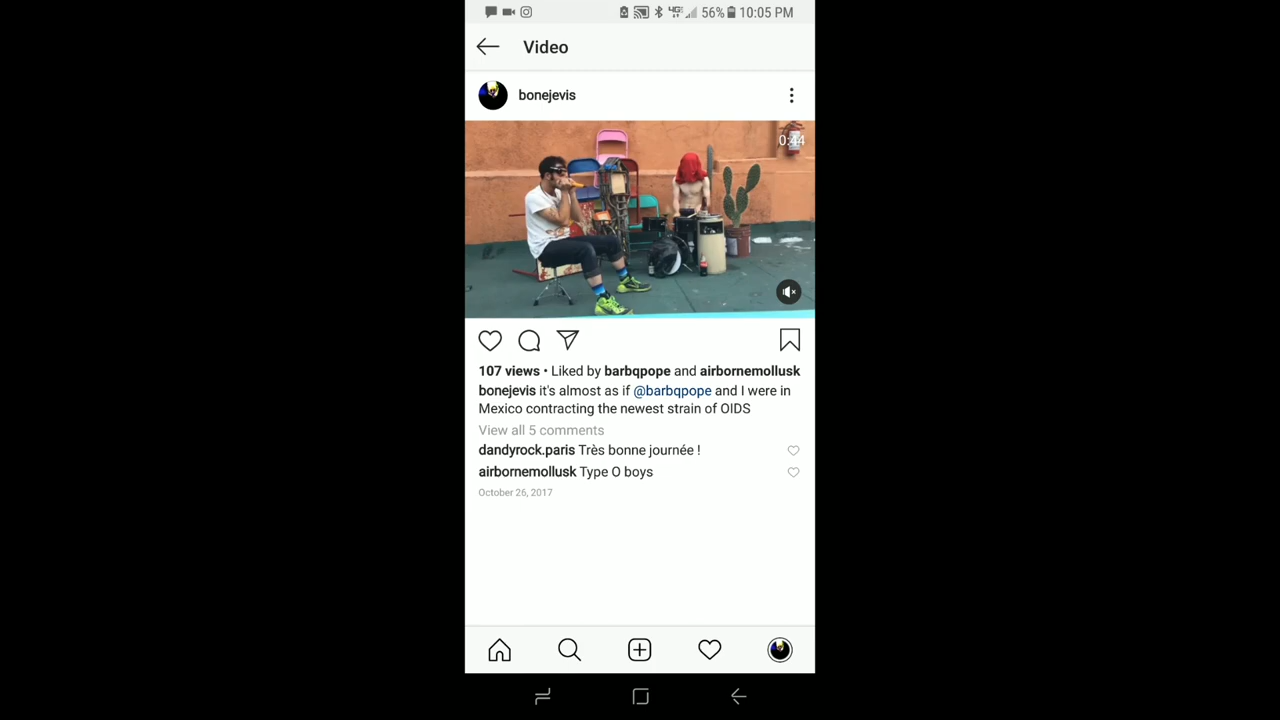 56% 10:05 PM
Video
bonejevis
0:44
107 views • Liked by barbqpope and airbornemollusk
bonejevis it's almost as if @barbqpope and I were in
Mexico contracting the newest strain of OIDS
View all 5 comments
dandyrock.paris Très bonne journée !
airbornemollusk Type O boys
October 26, 2017